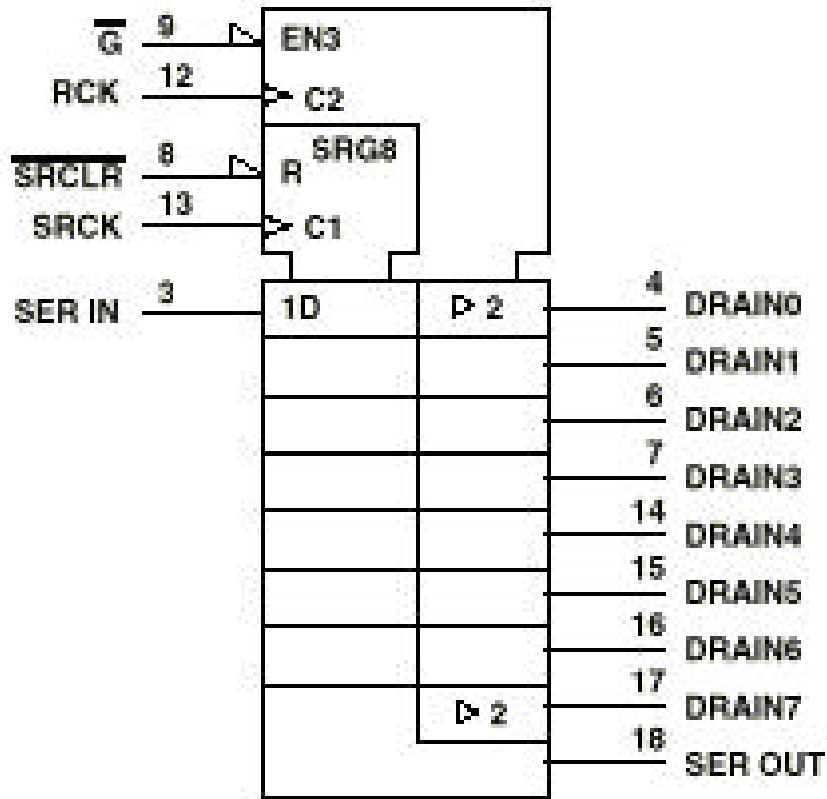 G̅ 9 EN3
RCK 12 C2
SRG8
S̅R̅C̅L̅R̅ 8 R
SRCK 13 C1
SER IN 3 1D ▷ 2 4 DRAIN0
5 DRAIN1
6 DRAIN2
7 DRAIN3
14 DRAIN4
15 DRAIN5
16 DRAIN6
▷ 2 17 DRAIN7
18 SER OUT